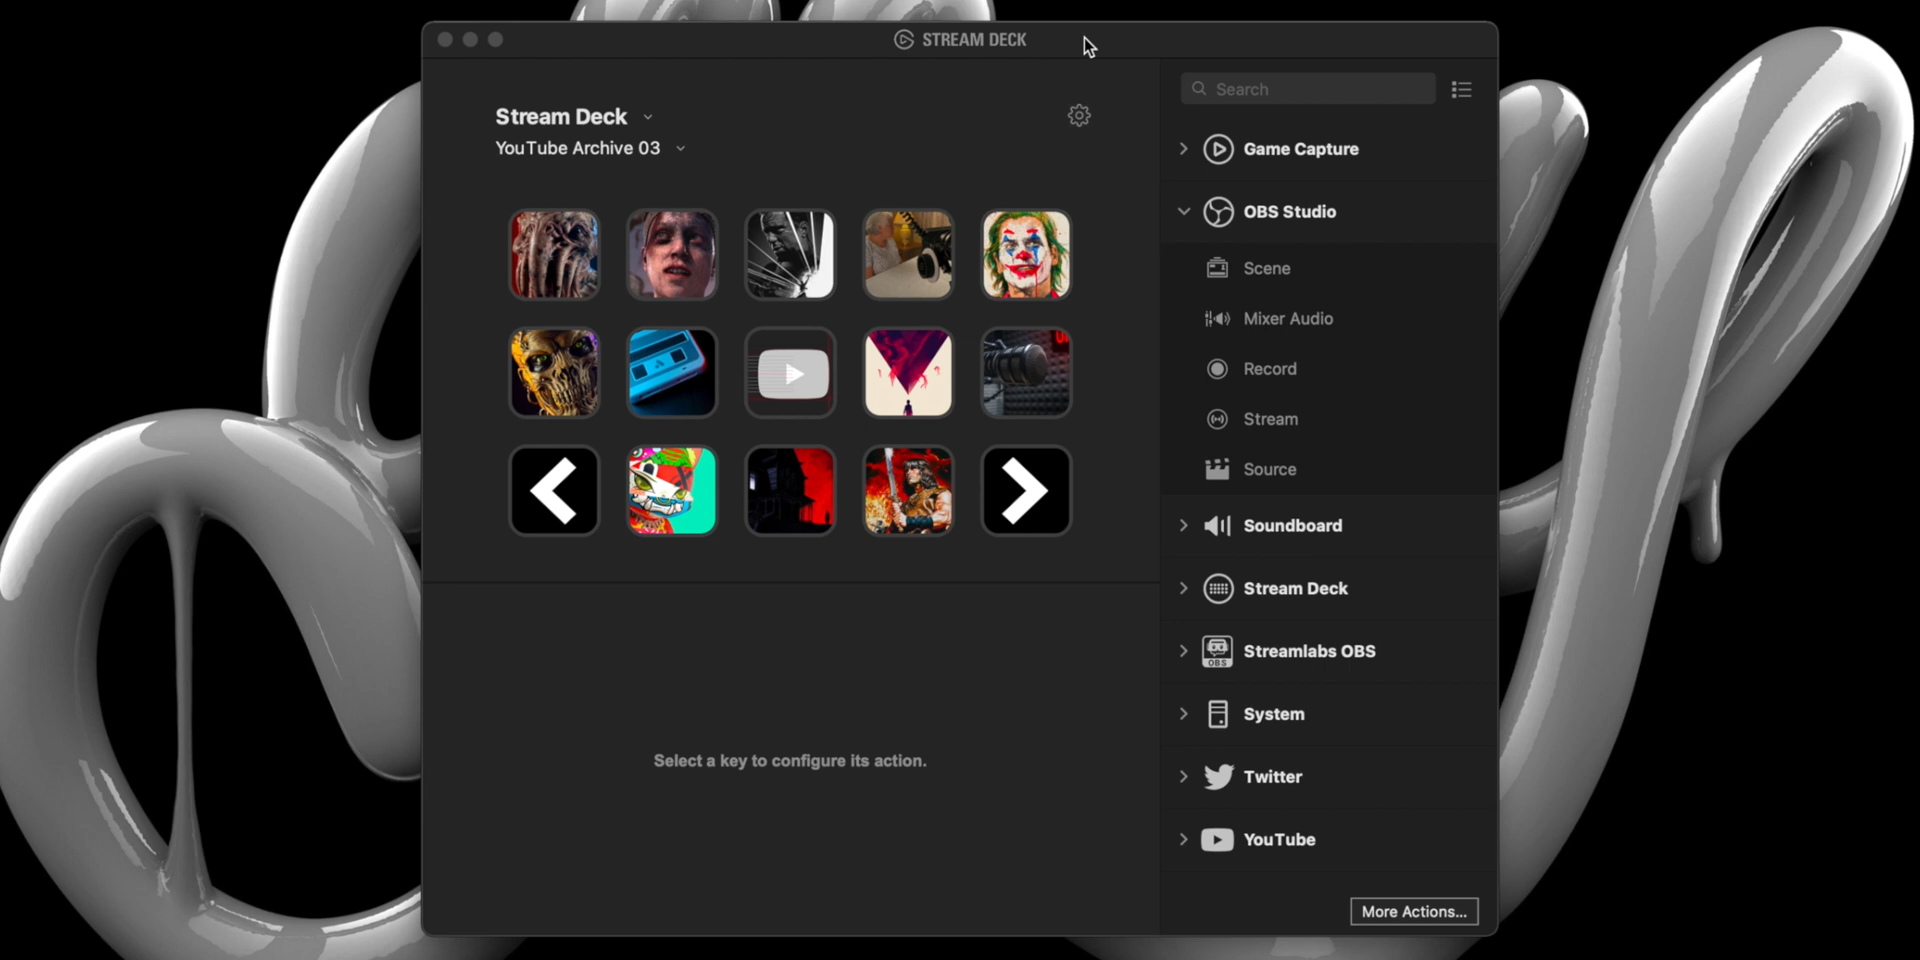 STREAM DECK
Stream Deck
YouTube Archive 03
Select a key to configure its action.
Search
Game Capture
OBS Studio
Scene
Mixer Audio
Record
Stream
Source
Soundboard
Stream Deck
OBS
Streamlabs OBS
System
Twitter
YouTube
More Actions...